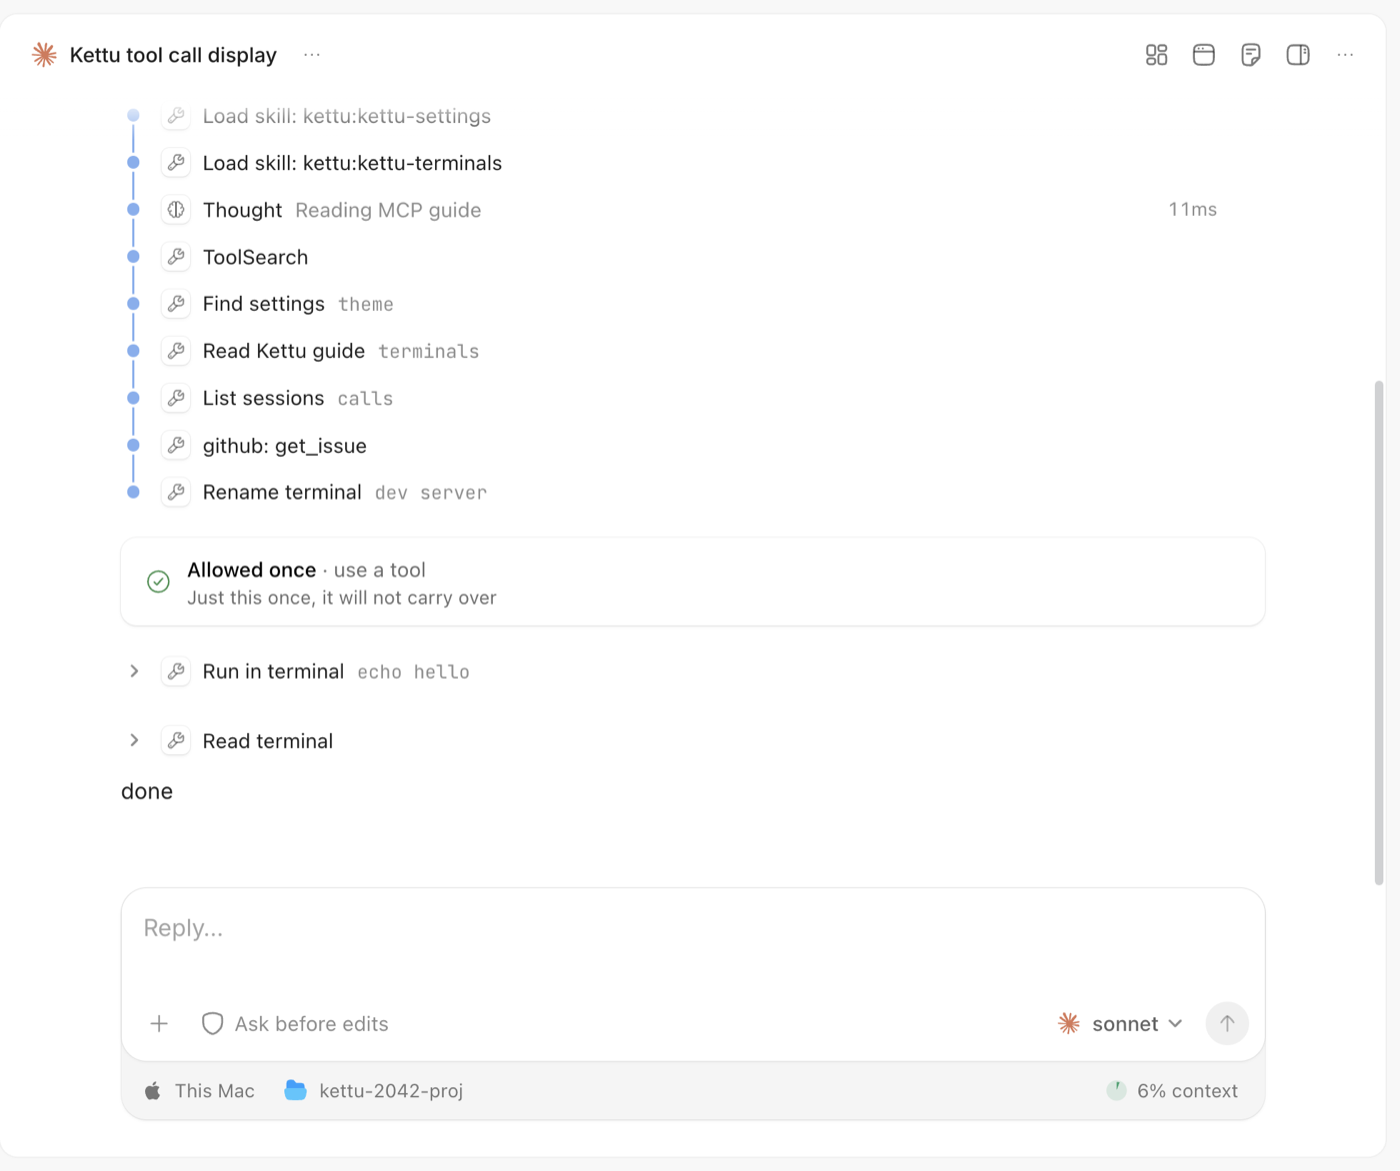 Kettu tool call display
Load skill: kettu:kettu-settings
Load skill: kettu:kettu-terminals
Thought Reading MCP guide 11ms
ToolSearch
Find settings theme
Read Kettu guide terminals
List sessions calls
github: get_issue
Rename terminal dev server
Allowed once · use a tool
Just this once, it will not carry over
Run in terminal echo hello
Read terminal
done
Reply...
Ask before edits sonnet
This Mac kettu-2042-proj 6% context